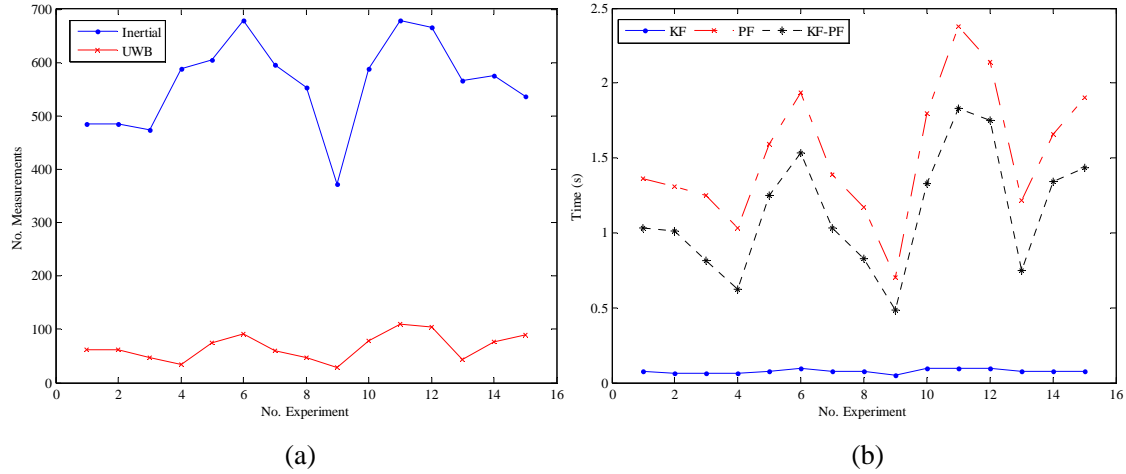 700
600
500
400
300
200
100
0
No. Measurements
Inertial
UWB
0 2 4 6 8 10 12 14 16
No. Experiment
(a)
2.5
2
1.5
1
0.5
0
Time (s)
KF PF KF-PF
0 2 4 6 8 10 12 14 16
No. Experiment
(b)